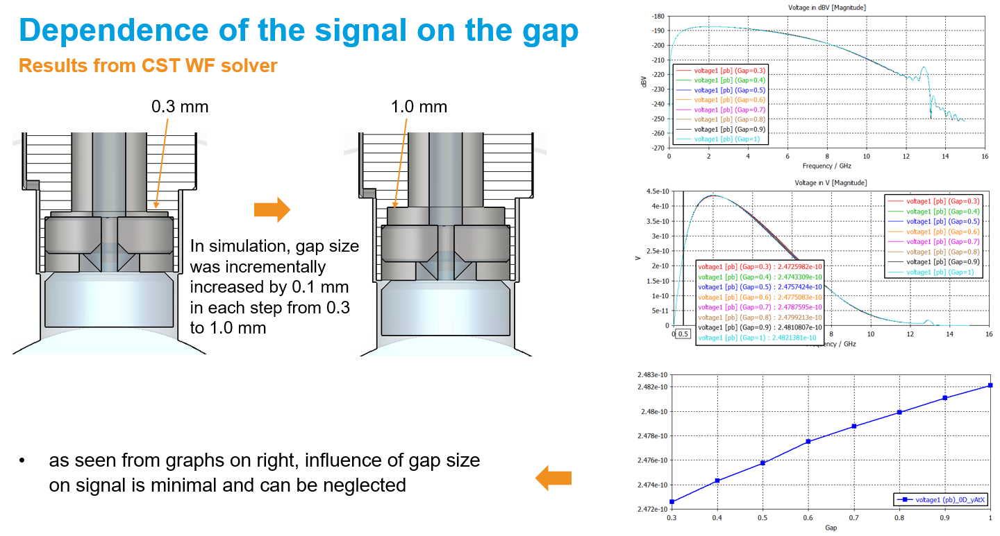 Dependence of the signal on the gap
Results from CST WF solver
0.3 mm
1.0 mm
In simulation, gap size
was incrementally
increased by 0.1 mm
in each step from 0.3
to 1.0 mm
• as seen from graphs on right, influence of gap size
on signal is minimal and can be neglected
Voltage in dBV [Magnitude]
-180
-190
-200
-210
-220
-230
-240
-250
-260
-270
dBV
voltage1 [pb] (Gap=0.3)
voltage1 [pb] (Gap=0.4)
voltage1 [pb] (Gap=0.5)
voltage1 [pb] (Gap=0.6)
voltage1 [pb] (Gap=0.7)
voltage1 [pb] (Gap=0.8)
voltage1 [pb] (Gap=0.9)
voltage1 [pb] (Gap=1)
0 2 4 6 8 10 12 14 16
Frequency / GHz
Voltage in V [Magnitude]
4.5e-10
4e-10
3.5e-10
3e-10
2.5e-10
2e-10
1.5e-10
1e-10
5e-11
0
V
voltage1 [pb] (Gap=0.3)
voltage1 [pb] (Gap=0.4)
voltage1 [pb] (Gap=0.5)
voltage1 [pb] (Gap=0.6)
voltage1 [pb] (Gap=0.7)
voltage1 [pb] (Gap=0.8)
voltage1 [pb] (Gap=0.9)
voltage1 [pb] (Gap=1)
voltage1 [pb] (Gap=0.3) : 2.4725982e-10
voltage1 [pb] (Gap=0.4) : 2.4743309e-10
voltage1 [pb] (Gap=0.5) : 2.4757424e-10
voltage1 [pb] (Gap=0.6) : 2.4775083e-10
voltage1 [pb] (Gap=0.7) : 2.4787595e-10
voltage1 [pb] (Gap=0.8) : 2.4799213e-10
voltage1 [pb] (Gap=0.9) : 2.4810807e-10
voltage1 [pb] (Gap=1) : 2.4821381e-10
0 0.5 8 10 12 14 16
uency / GHz
2.483e-10
2.482e-10
2.48e-10
2.478e-10
2.476e-10
2.474e-10
2.472e-10
voltage1 (pb)_0D_yAtX
0.3 0.4 0.5 0.6 0.7 0.8 0.9 1
Gap